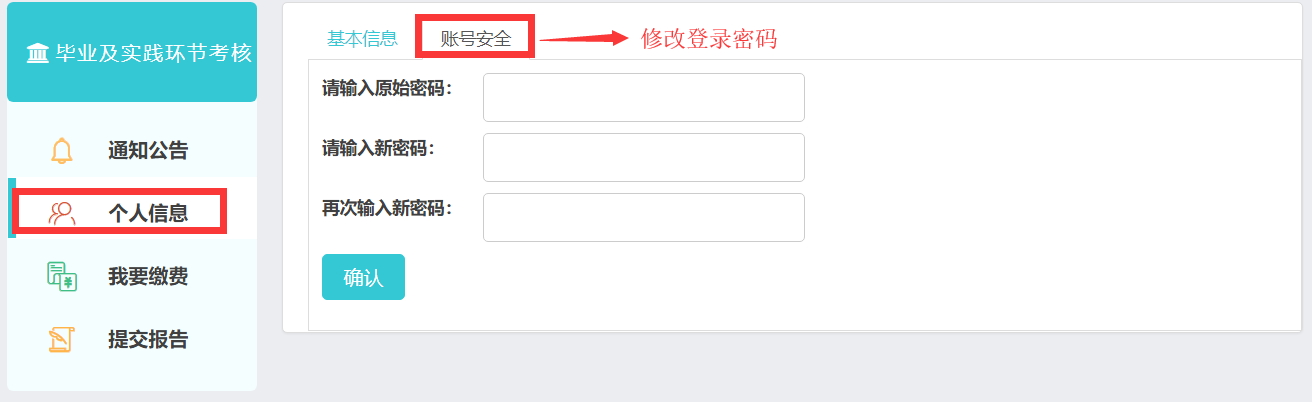 毕业及实践环节考核
通知公告
个人信息
我要缴费
提交报告
基本信息
账号安全
修改登录密码
请输入原始密码：
请输入新密码：
再次输入新密码：
确认